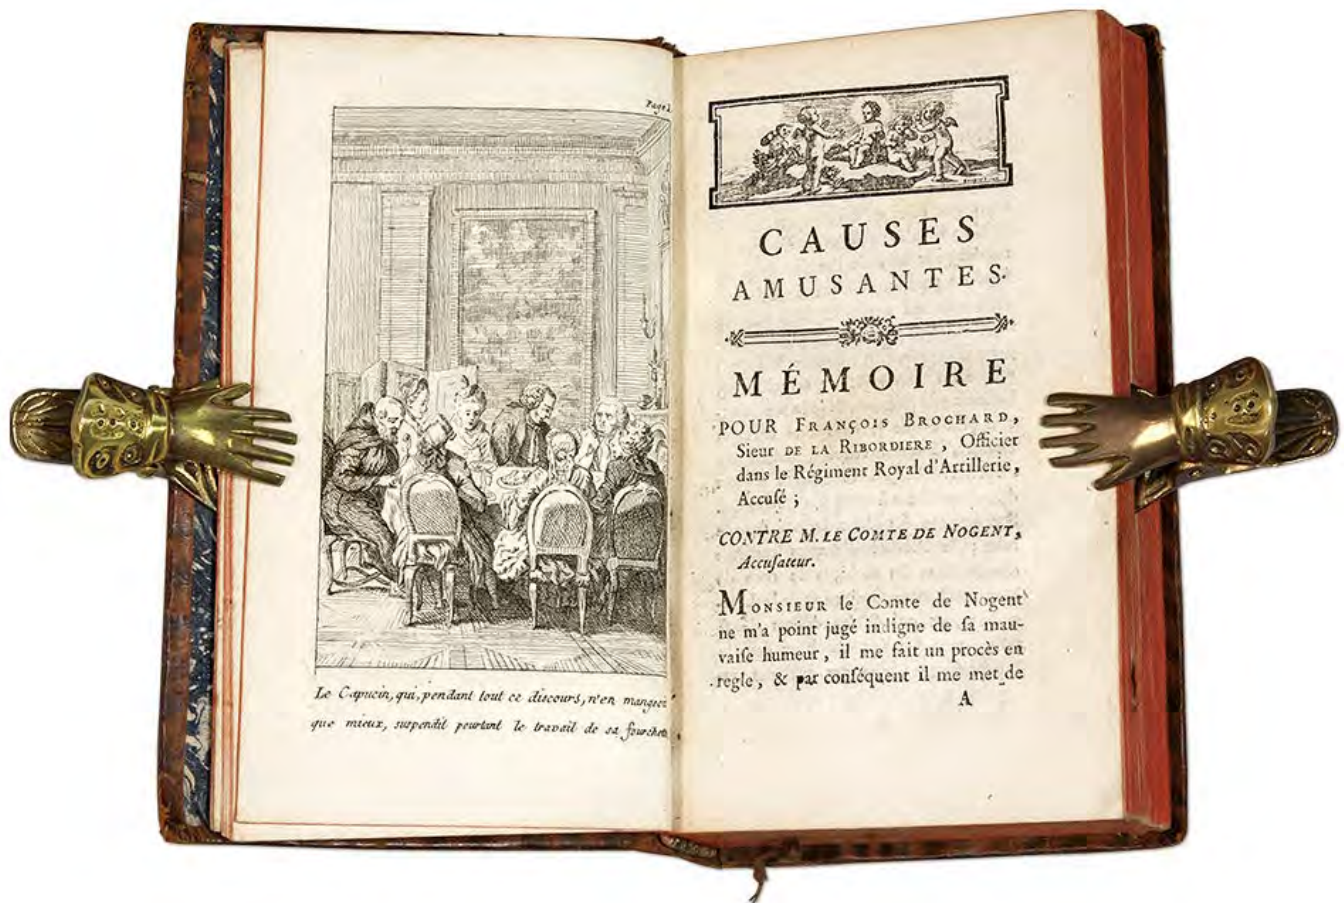 Page 1.
Le Capucin, qui, pendant tout ce discours, n'en mangeoi
que mieux, suspendit pourtant le travail de sa fourchett
CAUSES
AMUSANTES.
MÉMOIRE
POUR FRANÇOIS BROCHARD,
Sieur DE LA RIBORDIERE, Officier
dans le Régiment Royal d'Artillerie,
Accuſé ;
CONTRE M. LE COMTE DE NOGENT,
Accuſateur.
MONSIEUR le Comte de Nogent
ne m'a point jugé indigne de ſa mau-
vaiſe humeur, il me fait un procès en
regle, & par conſéquent il me met de
A